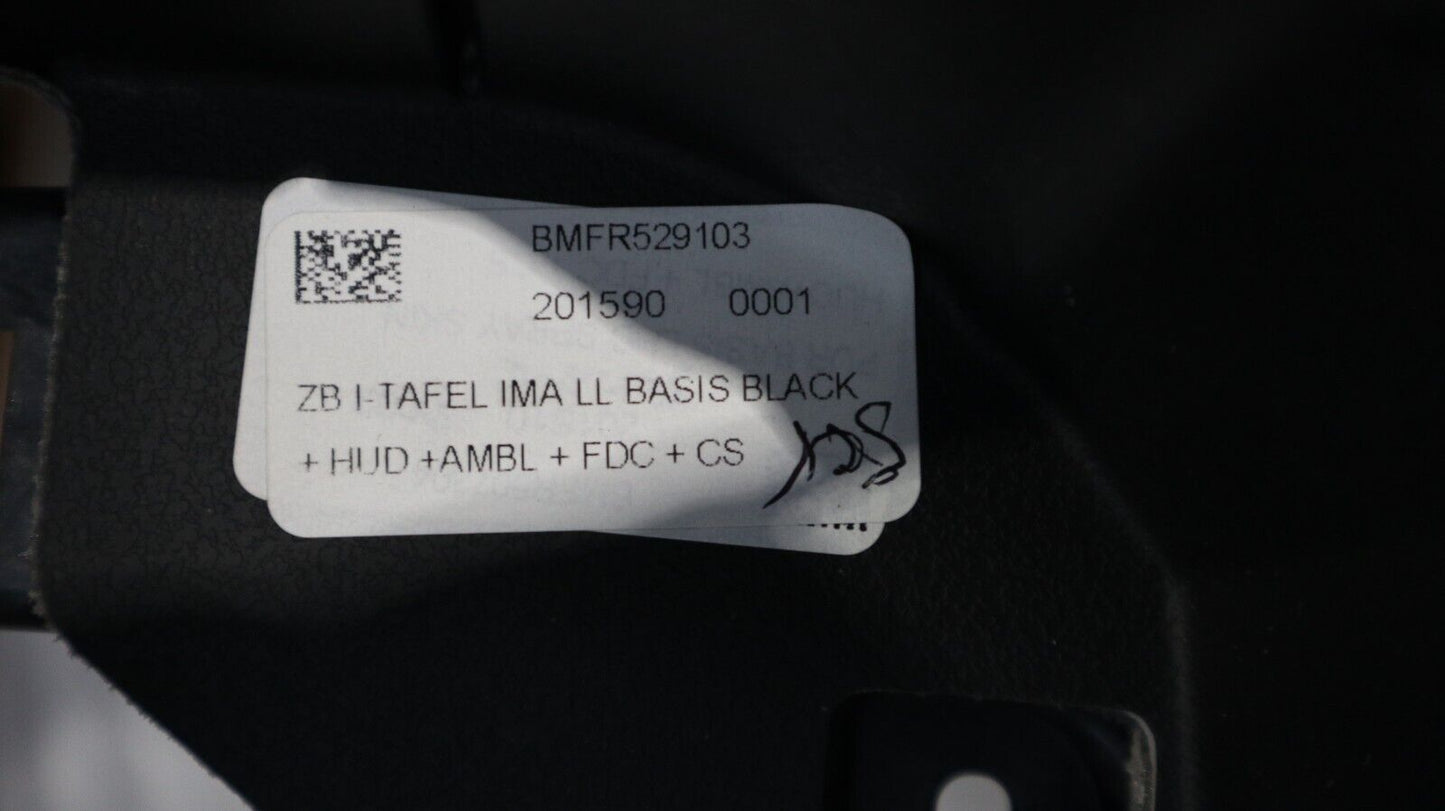 BMFR529103
201590 0001
ZB I-TAFEL IMA LL BASIS BLACK
+ HUD +AMBL + FDC + CS